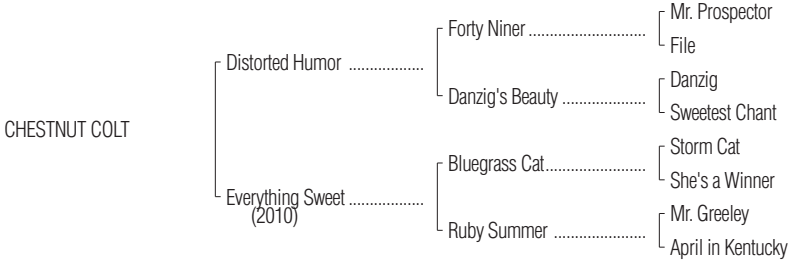 Mr. Prospector
Forty Niner ............................
File
Distorted Humor ..................
Danzig
Danzig's Beauty ....................
Sweetest Chant
CHESTNUT COLT
Storm Cat
Bluegrass Cat........................
She's a Winner
Everything Sweet ..................
(2010)
Mr. Greeley
Ruby Summer ......................
April in Kentucky